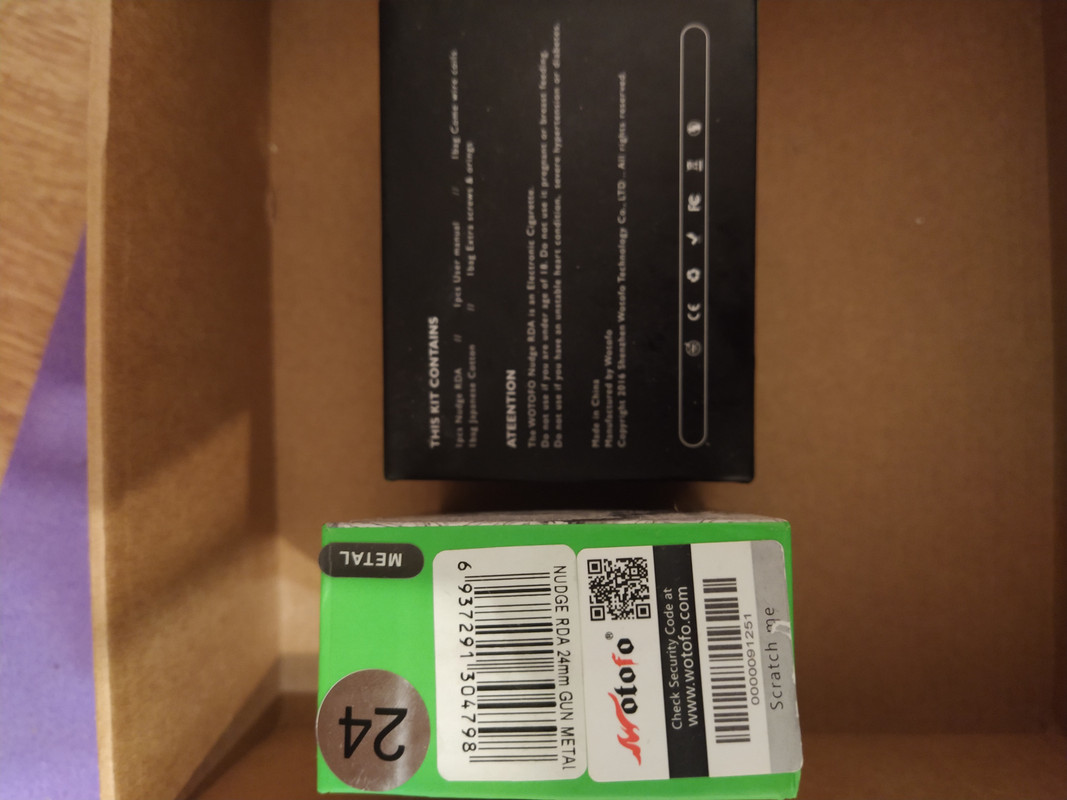 THIS KIT CONTAINS
1pcs Nudge RDA // 1pcs User manual // 1bag Came wire coils
1bag Japanese Cotton // 1bag Extra screws & orings
ATEENTION
The WOTOFO Nudge RDA is an Electronic Cigarette.
Do not use if you are under age of 18. Do not use it pregnant or breast feeding.
Do not use if you have an unstable heart condition, severe hypertension or diabetes.
Made in China
Manufactured by Wotofo
Copyright 2016 Shenzhen Wotofo Technology Co., LTD .. All rights reserved.
CE FC
METAL
24
6 937291 304798
NUDGE RDA 24mm GUN METAL
Wotofo®
Check Security Code at
www.wotofo.com
0000091251
Scratch me